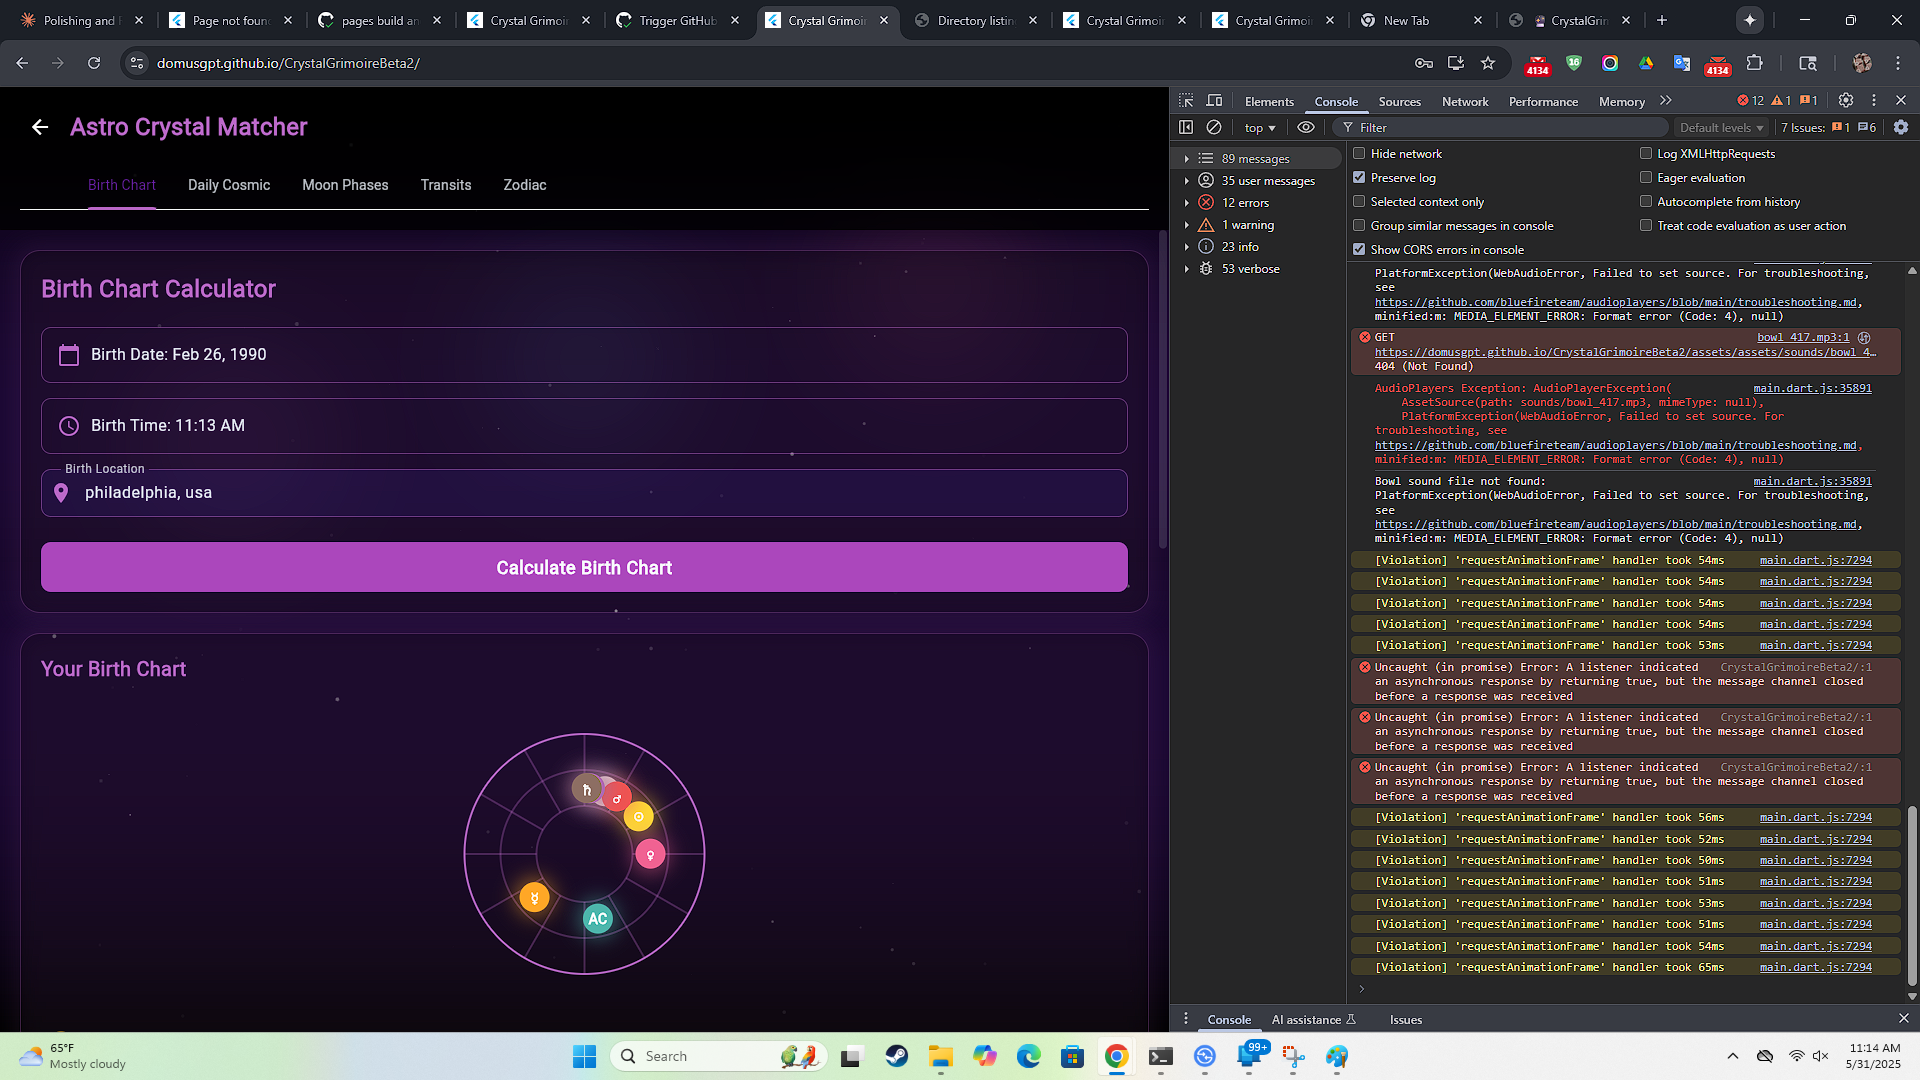 Polishing and
Page not foun
pages build an
Crystal Grimoir
Trigger GitHub
Crystal Grimoir
Directory listin
Crystal Grimoir
Crystal Grimoir
New Tab
CrystalGrim
domusgpt.github.io/CrystalGrimoireBeta2/
4134
16
4134
Astro Crystal Matcher
Birth Chart
Daily Cosmic
Moon Phases
Transits
Zodiac
Birth Chart Calculator
Birth Date: Feb 26, 1990
Birth Time: 11:13 AM
Birth Location
philadelphia, usa
Calculate Birth Chart
Your Birth Chart
♄
♂
☉
♀
☿
AC
Elements
Console
Sources
Network
Performance
Memory
12
1
1
top
Filter
Default levels
7 Issues:
1
6
89 messages
35 user messages
12 errors
1 warning
23 info
53 verbose
Hide network
Log XMLHttpRequests
Preserve log
Eager evaluation
Selected context only
Autocomplete from history
Group similar messages in console
Treat code evaluation as user action
Show CORS errors in console
PlatformException(WebAudioError, Failed to set source. For troubleshooting,
see
https://github.com/bluefireteam/audioplayers/blob/main/troubleshooting.md,
minified:m: MEDIA_ELEMENT_ERROR: Format error (Code: 4), null)
GET bowl_417.mp3:1
https://domusgpt.github.io/CrystalGrimoireBeta2/assets/assets/sounds/bowl_4…
404 (Not Found)
AudioPlayers Exception: AudioPlayerException( main.dart.js:35891
AssetSource(path: sounds/bowl_417.mp3, mimeType: null),
PlatformException(WebAudioError, Failed to set source. For
troubleshooting, see
https://github.com/bluefireteam/audioplayers/blob/main/troubleshooting.md,
minified:m: MEDIA_ELEMENT_ERROR: Format error (Code: 4), null)
Bowl sound file not found: main.dart.js:35891
PlatformException(WebAudioError, Failed to set source. For troubleshooting,
see
https://github.com/bluefireteam/audioplayers/blob/main/troubleshooting.md,
minified:m: MEDIA_ELEMENT_ERROR: Format error (Code: 4), null)
[Violation] 'requestAnimationFrame' handler took 54ms main.dart.js:7294
[Violation] 'requestAnimationFrame' handler took 54ms main.dart.js:7294
[Violation] 'requestAnimationFrame' handler took 54ms main.dart.js:7294
[Violation] 'requestAnimationFrame' handler took 54ms main.dart.js:7294
[Violation] 'requestAnimationFrame' handler took 53ms main.dart.js:7294
Uncaught (in promise) Error: A listener indicated CrystalGrimoireBeta2/:1
an asynchronous response by returning true, but the message channel closed
before a response was received
Uncaught (in promise) Error: A listener indicated CrystalGrimoireBeta2/:1
an asynchronous response by returning true, but the message channel closed
before a response was received
Uncaught (in promise) Error: A listener indicated CrystalGrimoireBeta2/:1
an asynchronous response by returning true, but the message channel closed
before a response was received
[Violation] 'requestAnimationFrame' handler took 56ms main.dart.js:7294
[Violation] 'requestAnimationFrame' handler took 52ms main.dart.js:7294
[Violation] 'requestAnimationFrame' handler took 50ms main.dart.js:7294
[Violation] 'requestAnimationFrame' handler took 51ms main.dart.js:7294
[Violation] 'requestAnimationFrame' handler took 53ms main.dart.js:7294
[Violation] 'requestAnimationFrame' handler took 51ms main.dart.js:7294
[Violation] 'requestAnimationFrame' handler took 54ms main.dart.js:7294
[Violation] 'requestAnimationFrame' handler took 65ms main.dart.js:7294
Console
AI assistance
Issues
65°F
Mostly cloudy
Search
99+
11:14 AM
5/31/2025